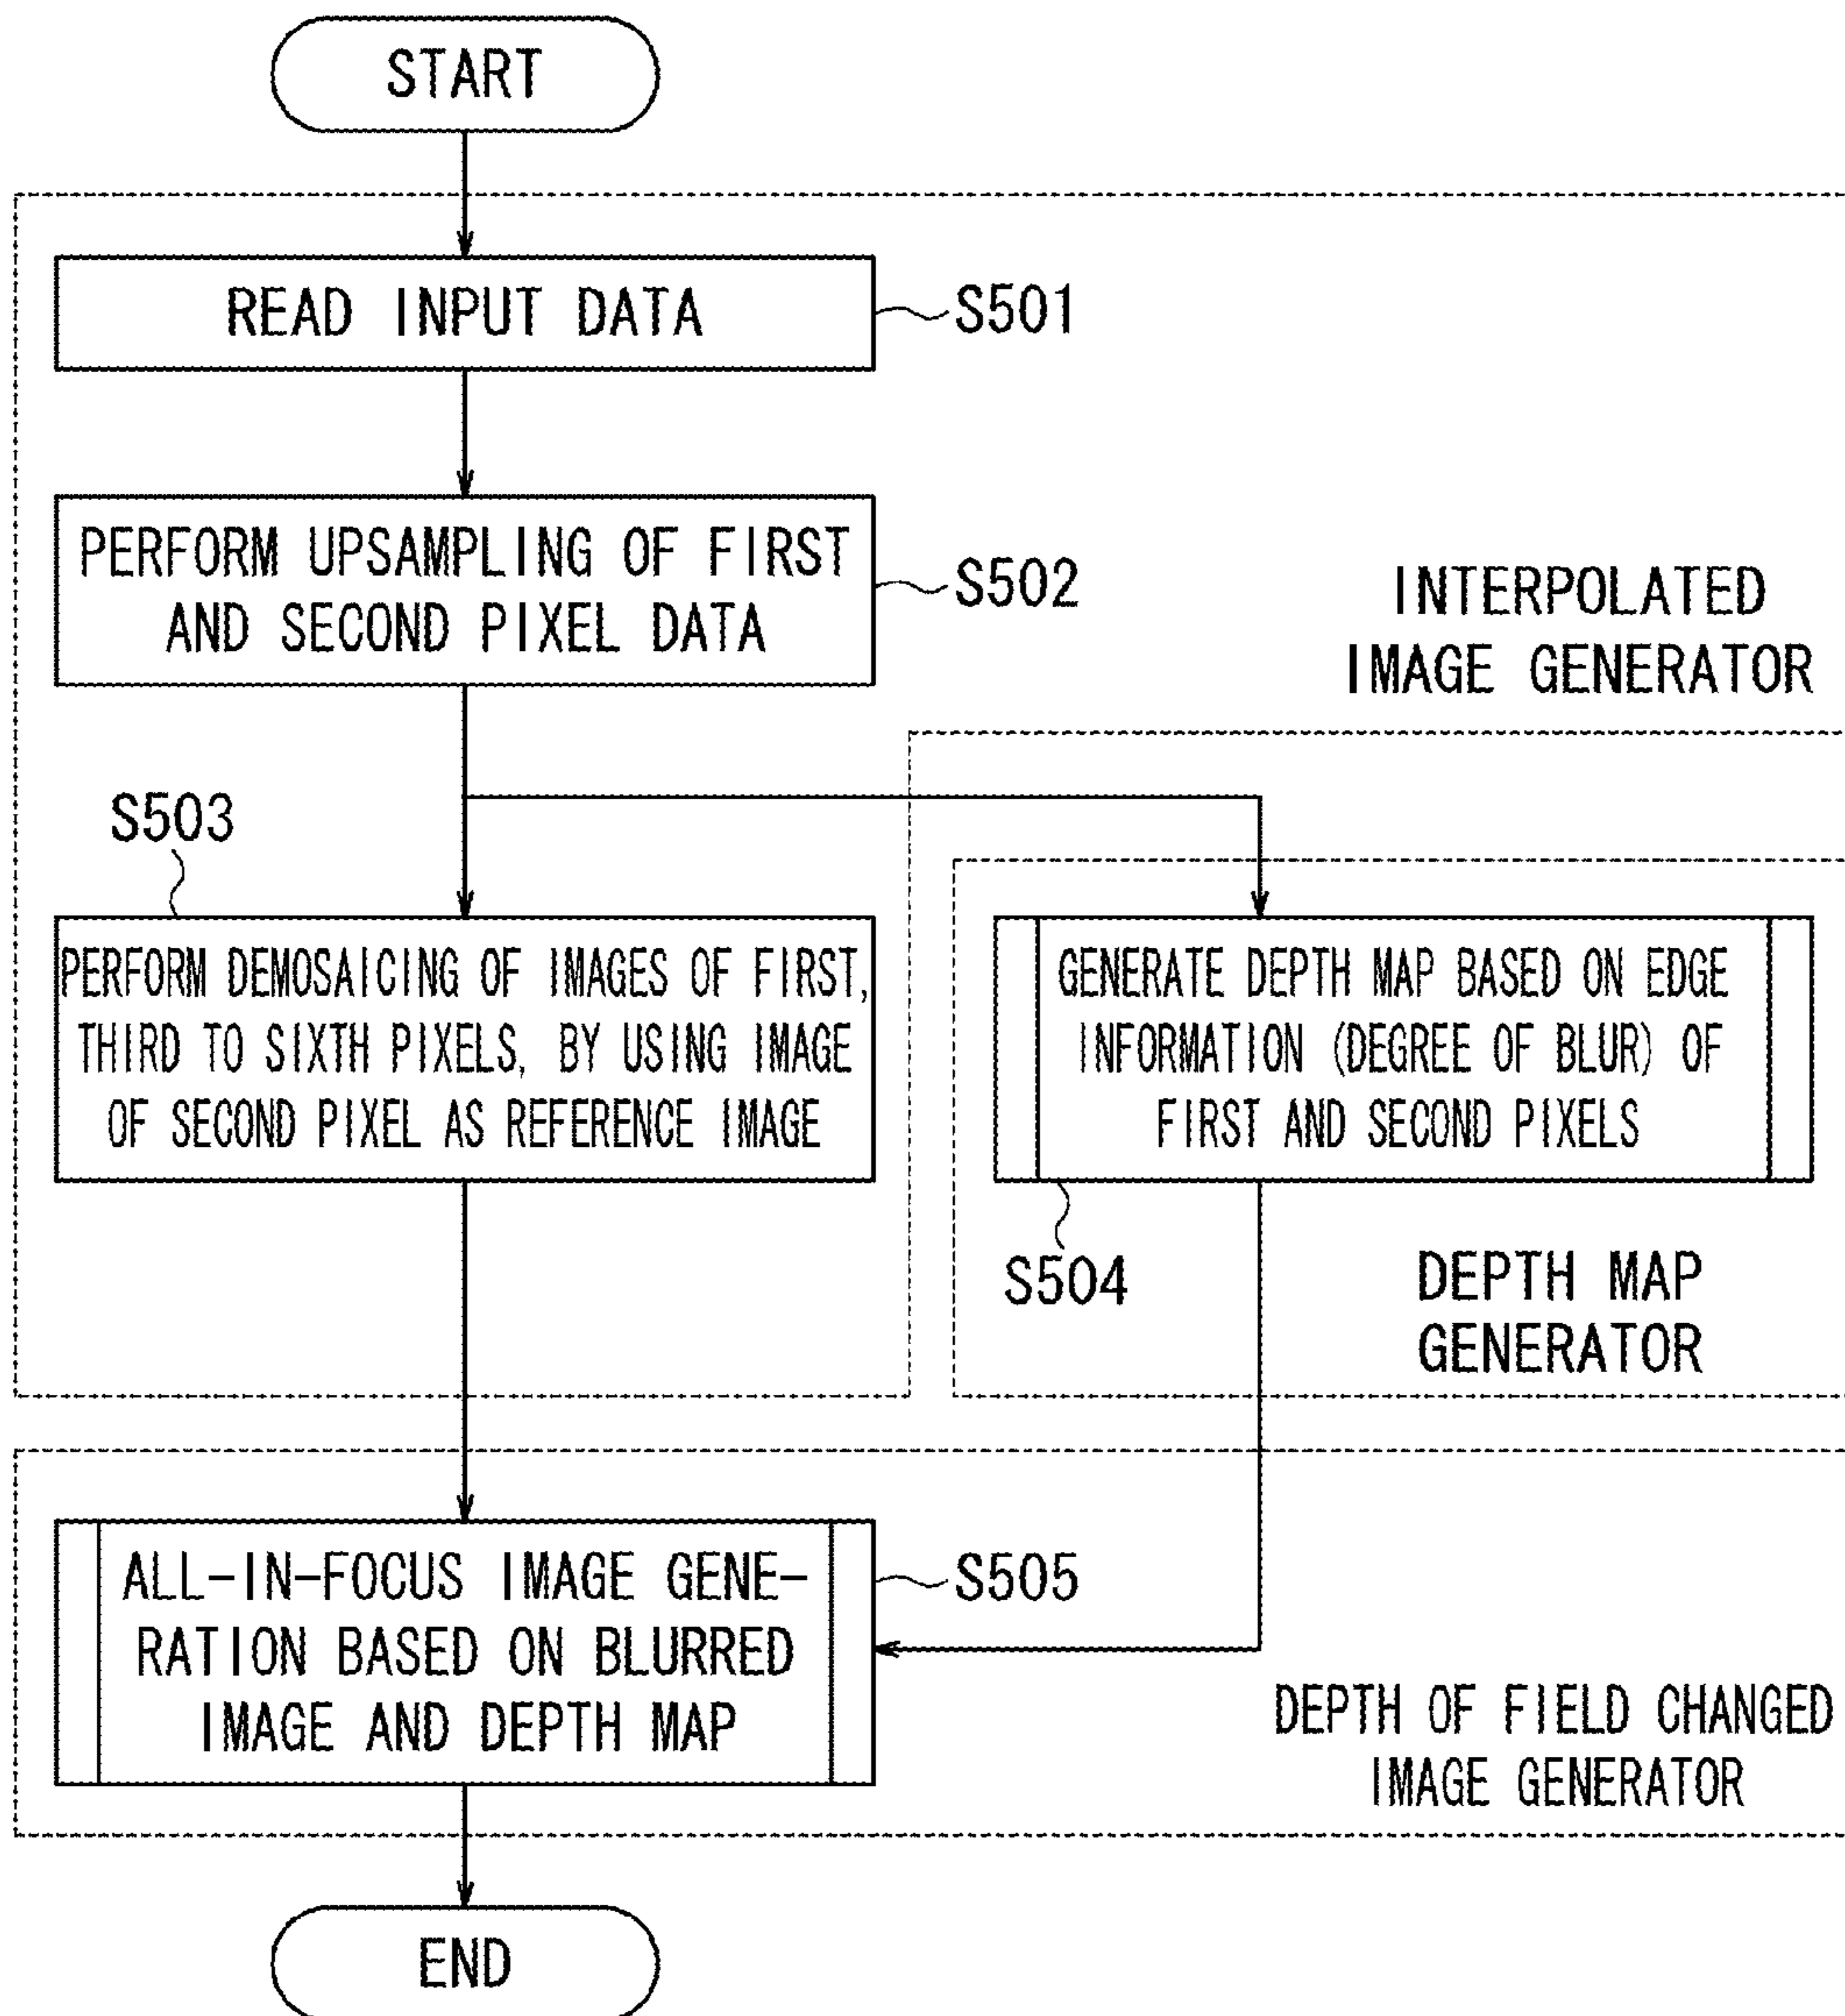 START
READ INPUT DATA
S501
PERFORM UPSAMPLING OF FIRST
AND SECOND PIXEL DATA
S502
INTERPOLATED
IMAGE GENERATOR
S503
PERFORM DEMOSAICING OF IMAGES OF FIRST,
THIRD TO SIXTH PIXELS, BY USING IMAGE
OF SECOND PIXEL AS REFERENCE IMAGE
GENERATE DEPTH MAP BASED ON EDGE
INFORMATION (DEGREE OF BLUR) OF
FIRST AND SECOND PIXELS
S504
DEPTH MAP
GENERATOR
ALL-IN-FOCUS IMAGE GENE-
RATION BASED ON BLURRED
IMAGE AND DEPTH MAP
S505
DEPTH OF FIELD CHANGED
IMAGE GENERATOR
END